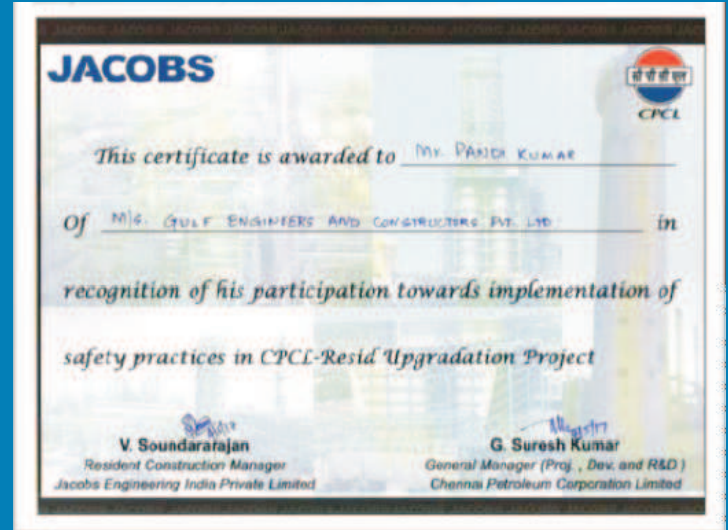 JACOBS
सी पी सी एल
CPCL
This certificate is awarded to Mr. PANDI KUMAR
Of M/S. GULF ENGINEERS AND CONSTRUCTORS PVT. LTD in
recognition of his participation towards implementation of
safety practices in CPCL-Resid Upgradation Project
V. Soundararajan
Resident Construction Manager
Jacobs Engineering India Private Limited
G. Suresh Kumar
General Manager (Proj. , Dev. and R&D )
Chennai Petroleum Corporation Limited